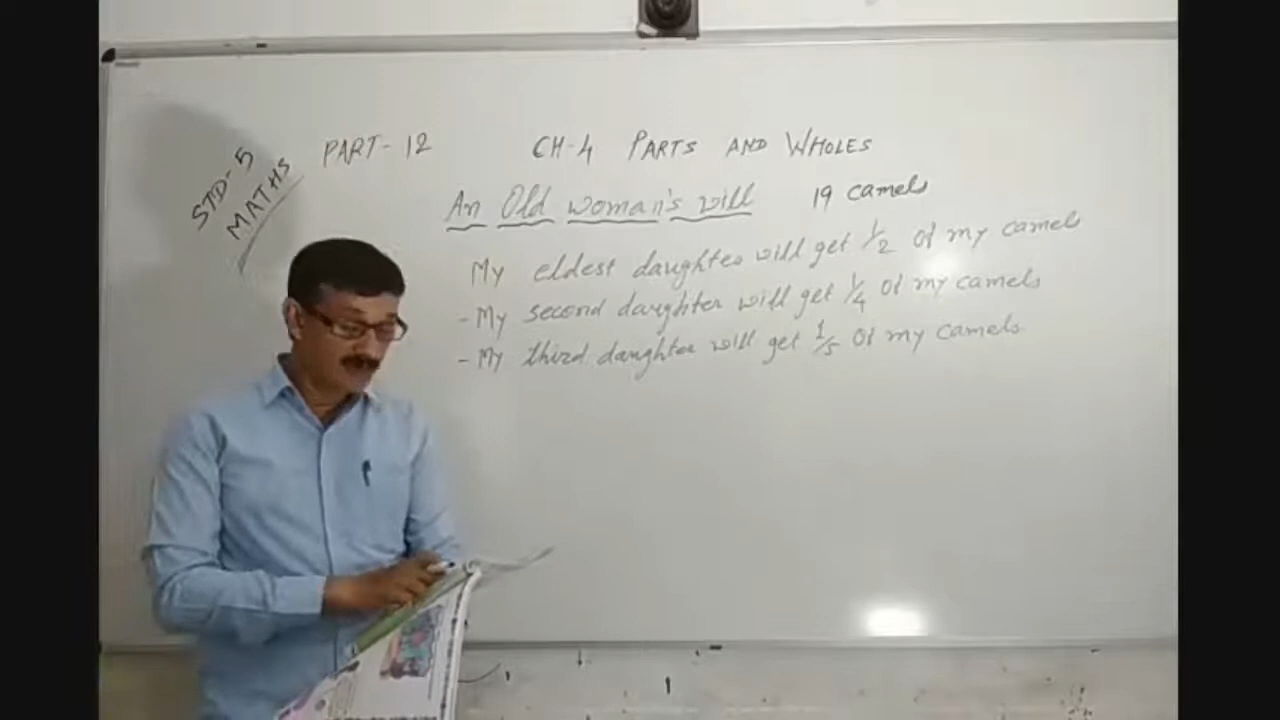 STD-5
MATHS
PART-12 CH-4 PARTS AND WHOLES
An Old woman's will 19 camels
My eldest daughter will get 1/2 of my camel
- My second daughter will get 1/4 of my camels
- My third daughter will get 1/5 of my camels